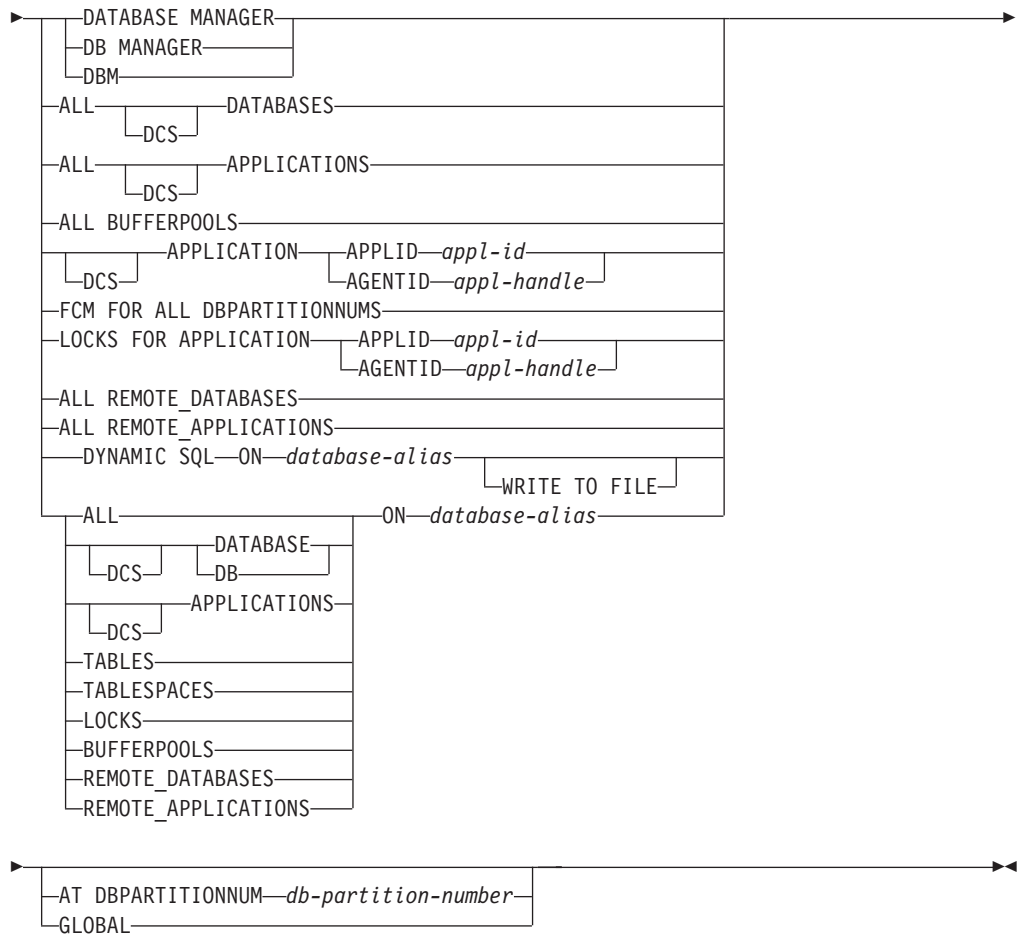 DATABASE MANAGER
DB MANAGER
DBM
ALL DATABASES
DCS
ALL APPLICATIONS
DCS
ALL BUFFERPOOLS
APPLICATION APPLID appl-id
DCS AGENTID appl-handle
FCM FOR ALL DBPARTITIONNUMS
LOCKS FOR APPLICATION APPLID appl-id
AGENTID appl-handle
ALL REMOTE_DATABASES
ALL REMOTE_APPLICATIONS
DYNAMIC SQL ON database-alias
WRITE TO FILE
ALL ON database-alias
DATABASE
DCS DB
APPLICATIONS
DCS
TABLES
TABLESPACES
LOCKS
BUFFERPOOLS
REMOTE_DATABASES
REMOTE_APPLICATIONS
AT DBPARTITIONNUM db-partition-number
GLOBAL